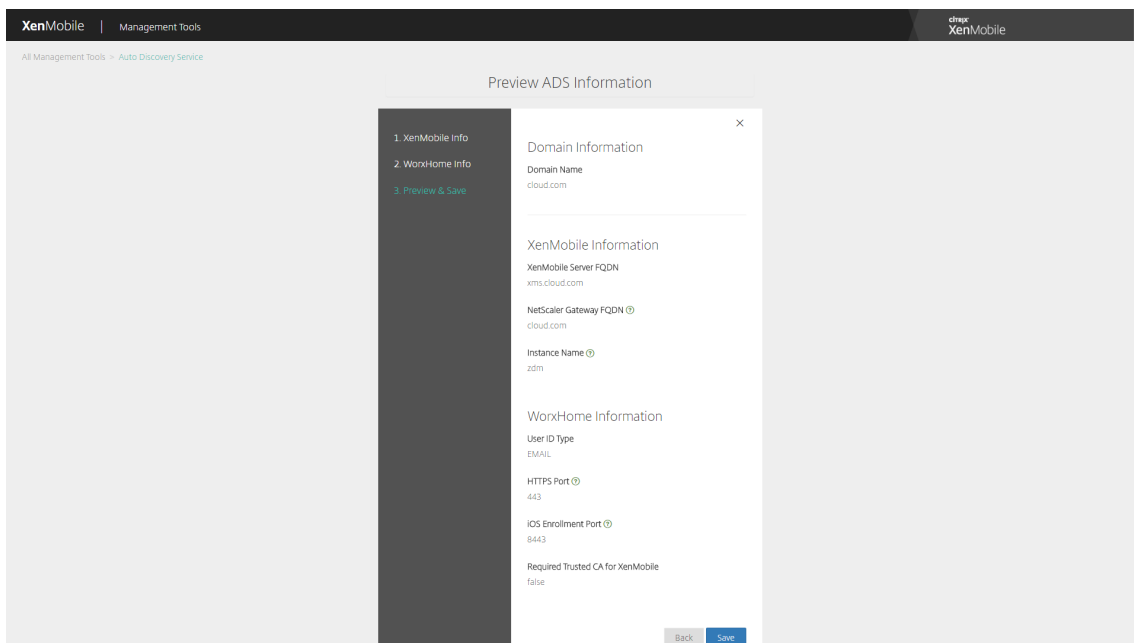 XenMobile | Management Tools
citrix XenMobile
All Management Tools > Auto Discovery Service
Preview ADS Information
1. XenMobile Info
2. WorxHome Info
3. Preview & Save
Domain Information
Domain Name
cloud.com
XenMobile Information
XenMobile Server FQDN
xms.cloud.com
NetScaler Gateway FQDN ?
cloud.com
Instance Name ?
zdm
WorxHome Information
User ID Type
EMAIL
HTTPS Port ?
443
iOS Enrollment Port ?
8443
Required Trusted CA for XenMobile
false
Back Save